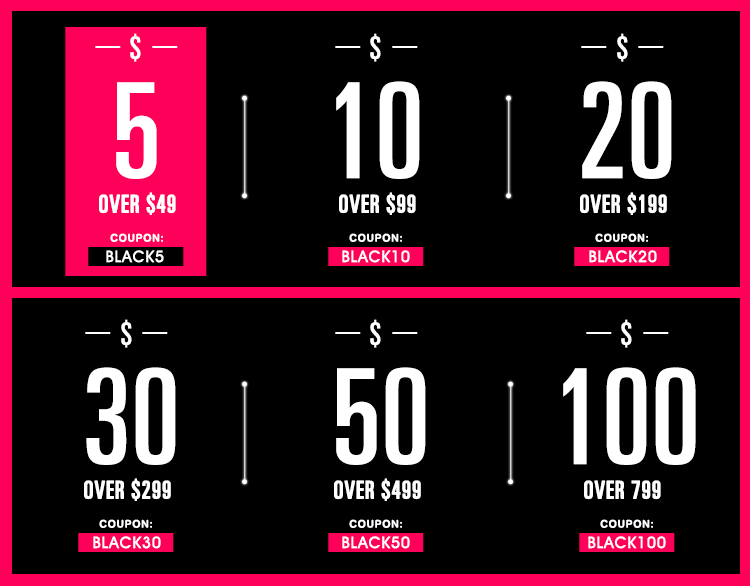 $
5
OVER $49
COUPON:
BLACK5
$
10
OVER $99
COUPON:
BLACK10
$
20
OVER $199
COUPON:
BLACK20
$
30
OVER $299
COUPON:
BLACK30
$
50
OVER $499
COUPON:
BLACK50
$
100
OVER 799
COUPON:
BLACK100